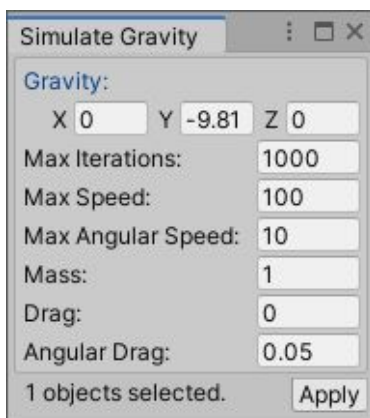 Simulate Gravity
Gravity:
X 0 Y -9.81 Z 0
Max Iterations: 1000
Max Speed: 100
Max Angular Speed: 10
Mass: 1
Drag: 0
Angular Drag: 0.05
1 objects selected. Apply